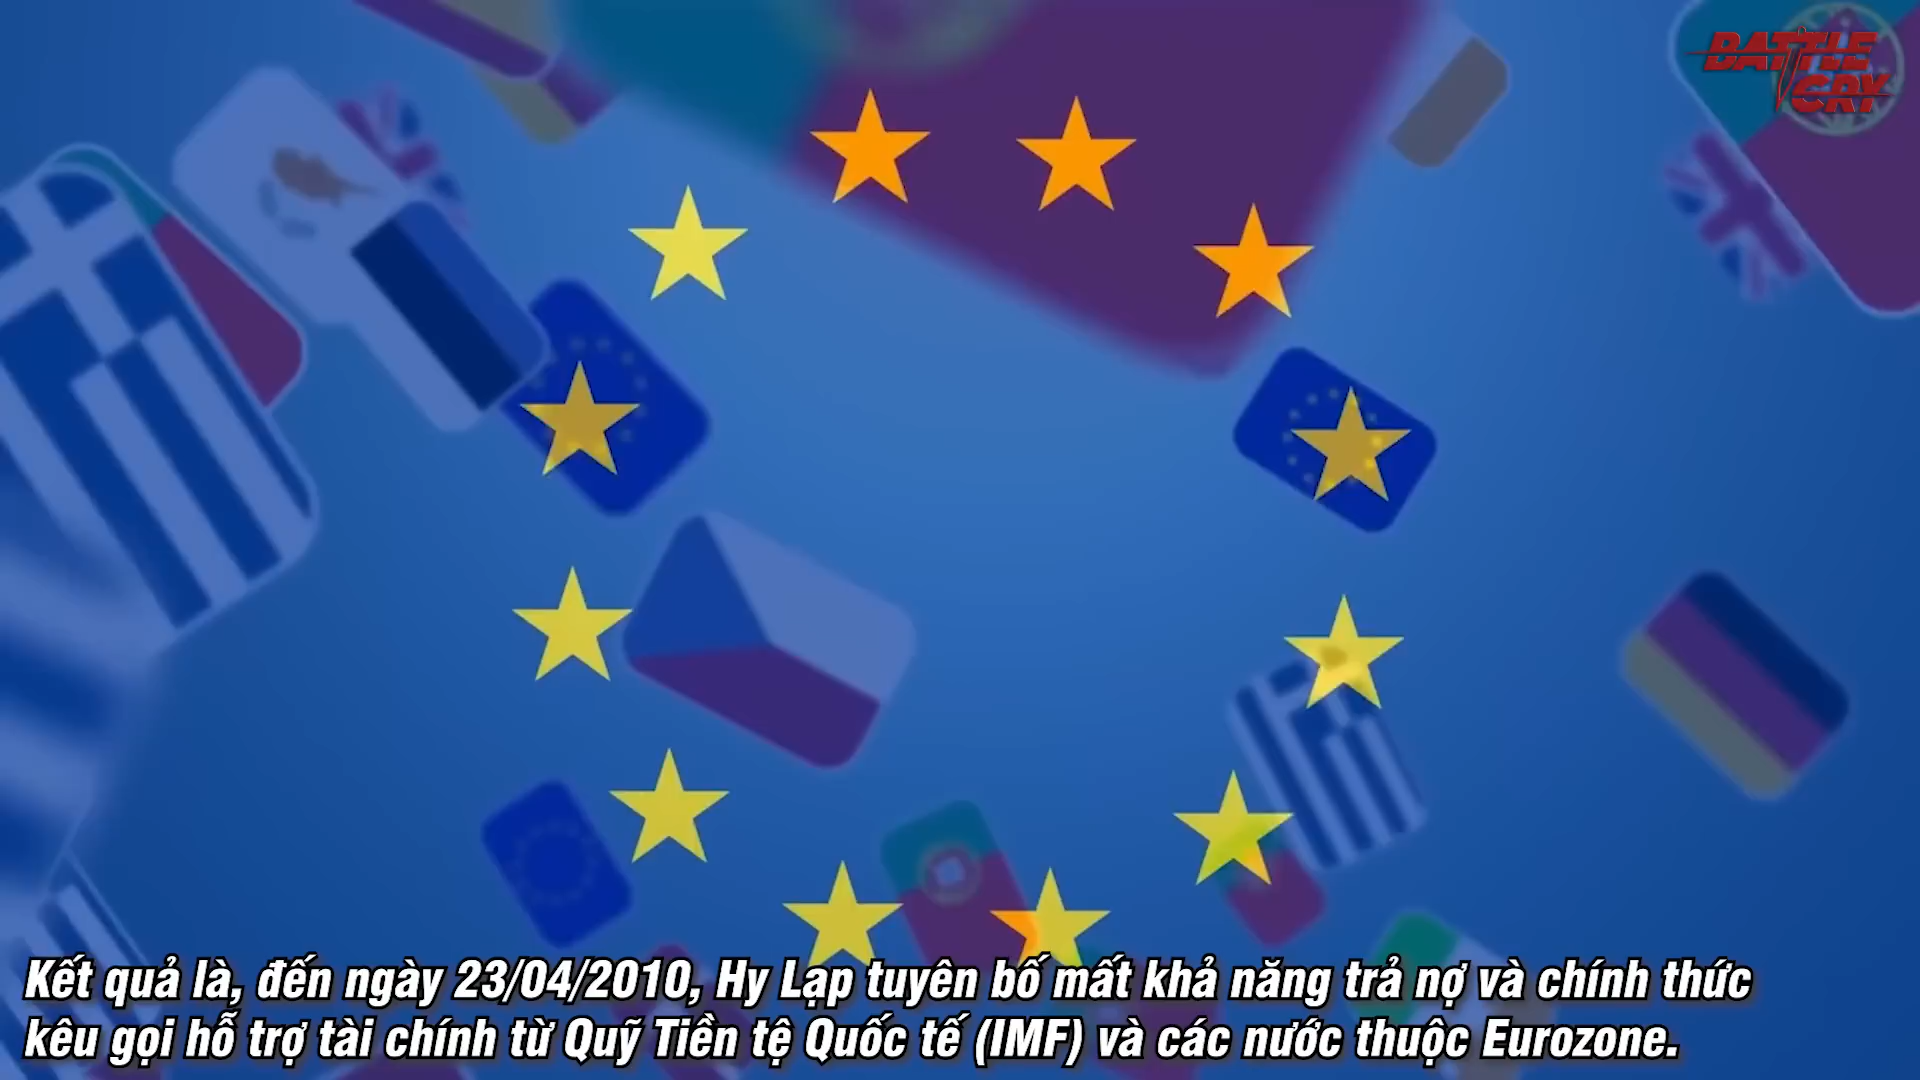 BATTLE
CRY
Kết quả là, đến ngày 23/04/2010, Hy Lạp tuyên bố mất khả năng trả nợ và chính thức
kêu gọi hỗ trợ tài chính từ Quỹ Tiền tệ Quốc tế (IMF) và các nước thuộc Eurozone.